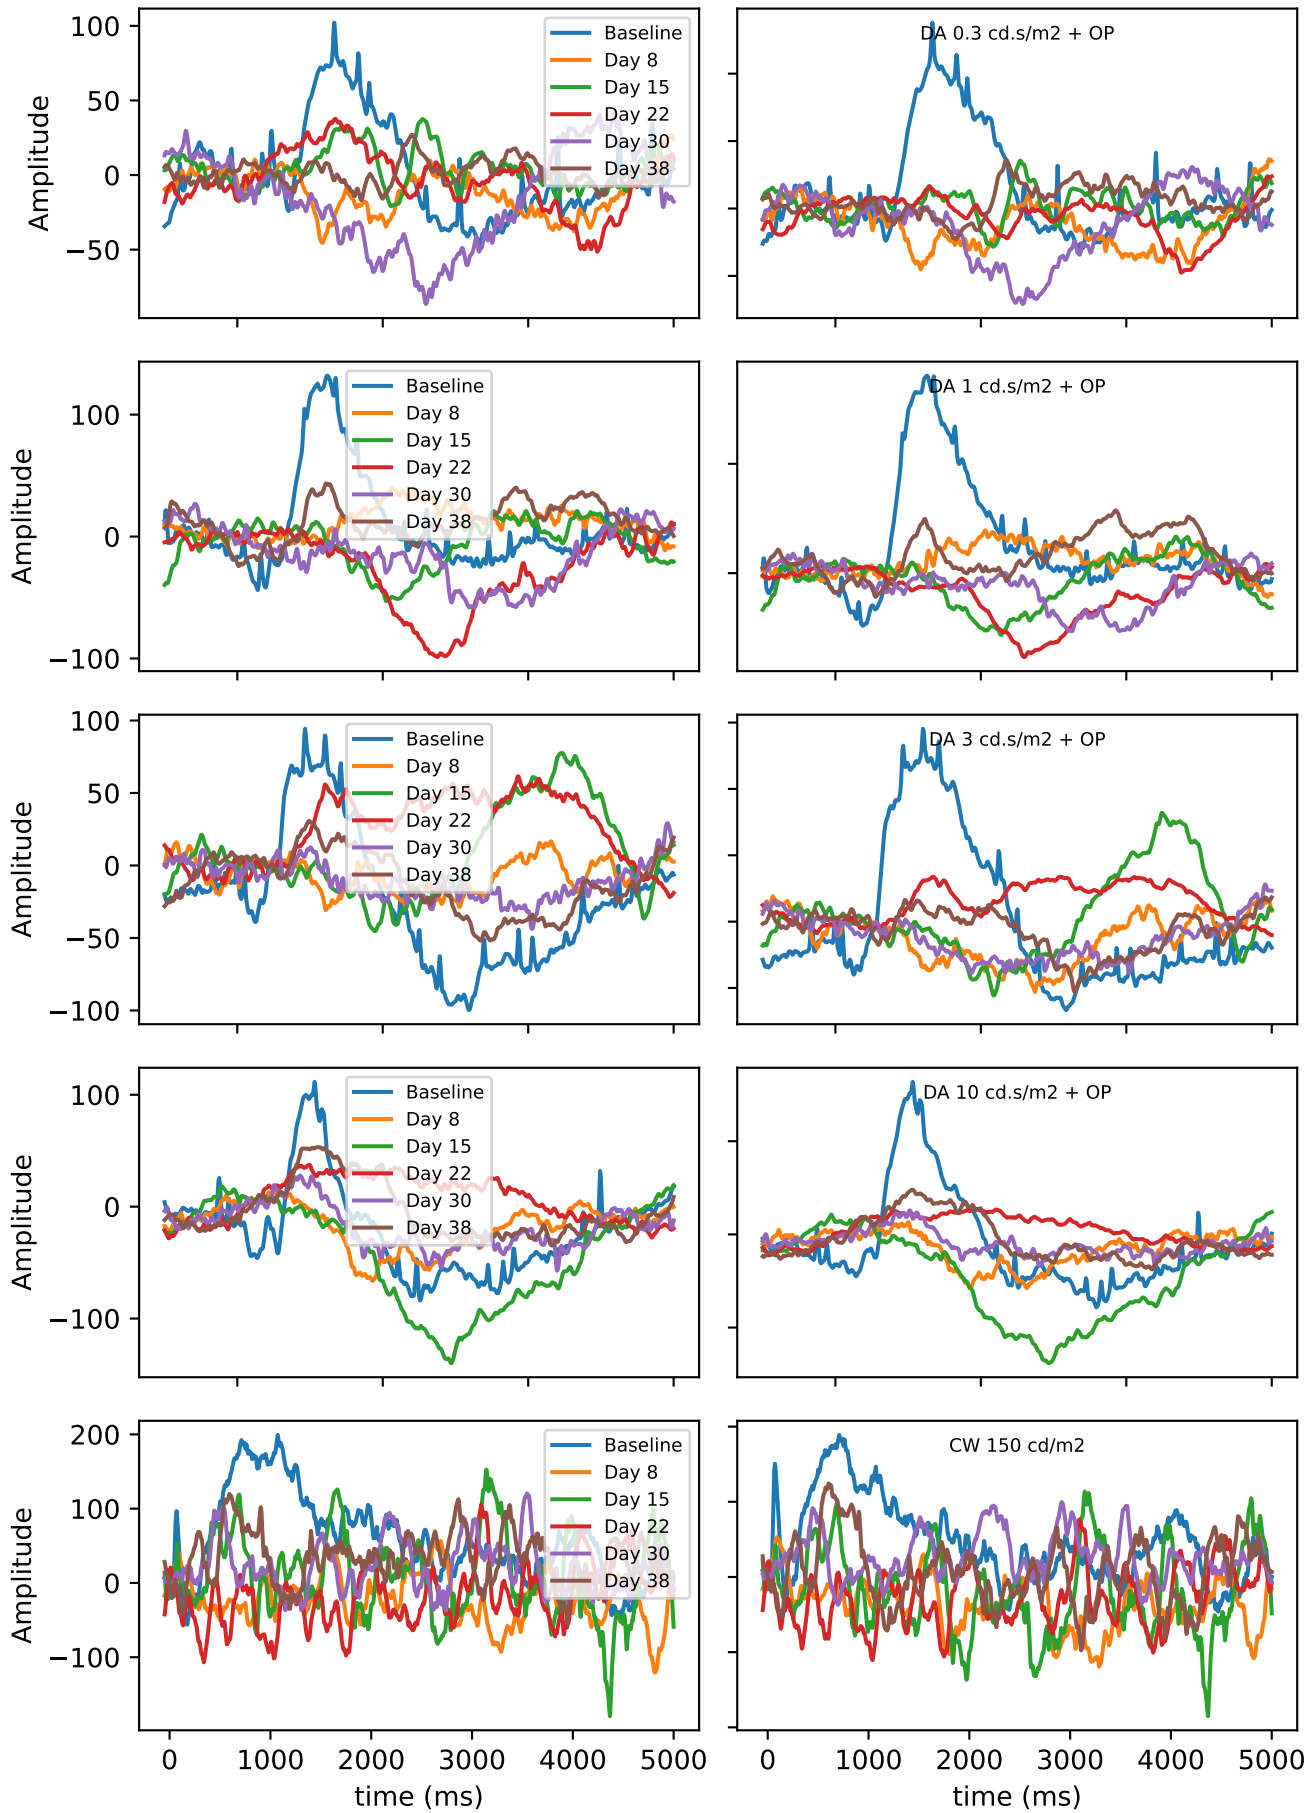 100
50
0
−50
Amplitude
Baseline
Day 8
Day 15
Day 22
Day 30
Day 38
DA 0.3 cd.s/m2 + OP
100
0
−100
Amplitude
Baseline
Day 8
Day 15
Day 22
Day 30
Day 38
DA 1 cd.s/m2 + OP
100
50
0
−50
−100
Amplitude
Baseline
Day 8
Day 15
Day 22
Day 30
Day 38
DA 3 cd.s/m2 + OP
100
0
−100
Amplitude
Baseline
Day 8
Day 15
Day 22
Day 30
Day 38
DA 10 cd.s/m2 + OP
200
100
0
−100
Amplitude
Baseline
Day 8
Day 15
Day 22
Day 30
Day 38
CW 150 cd/m2
0 1000 2000 3000 4000 5000
time (ms)
0 1000 2000 3000 4000 5000
time (ms)